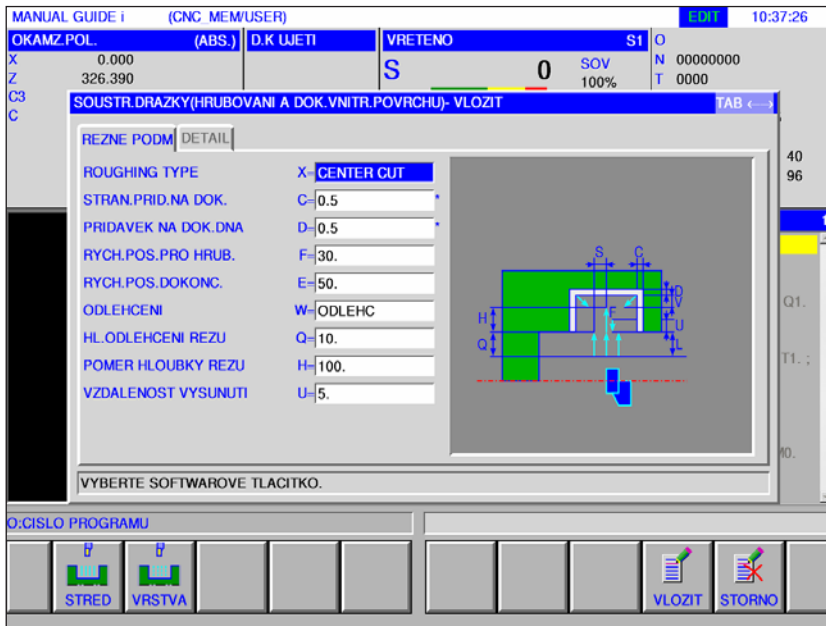 MANUAL GUIDE i (CNC_MEM/USER) EDIT 10:37:26
OKAMZ.POL. (ABS.) D.K UJETI VRETENO S1 O
X 0.000 N 00000000
Z 326.390 S 0 SOV T 0000
100%
C3
C
SOUSTR.DRAZKY(HRUBOVANI A DOK.VNITR.POVRCHU)- VLOZIT TAB ←→
REZNE PODM DETAIL
ROUGHING TYPE X= CENTER CUT
STRAN.PRID.NA DOK. C= 0.5 *
PRIDAVEK NA DOK.DNA D= 0.5 *
RYCH.POS.PRO HRUB. F= 30.
RYCH.POS.DOKONC. E= 50.
ODLEHCENI W= ODLEHC
HL.ODLEHCENI REZU Q= 10.
POMER HLOUBKY REZU H= 100.
VZDALENOST VYSUNUTI U= 5.
S C
D
V
H F U
Q L
40
96
1
Q1.
T1. ;
M0.
VYBERTE SOFTWAROVE TLACITKO.
O:CISLO PROGRAMU
STRED VRSTVA VLOZIT STORNO